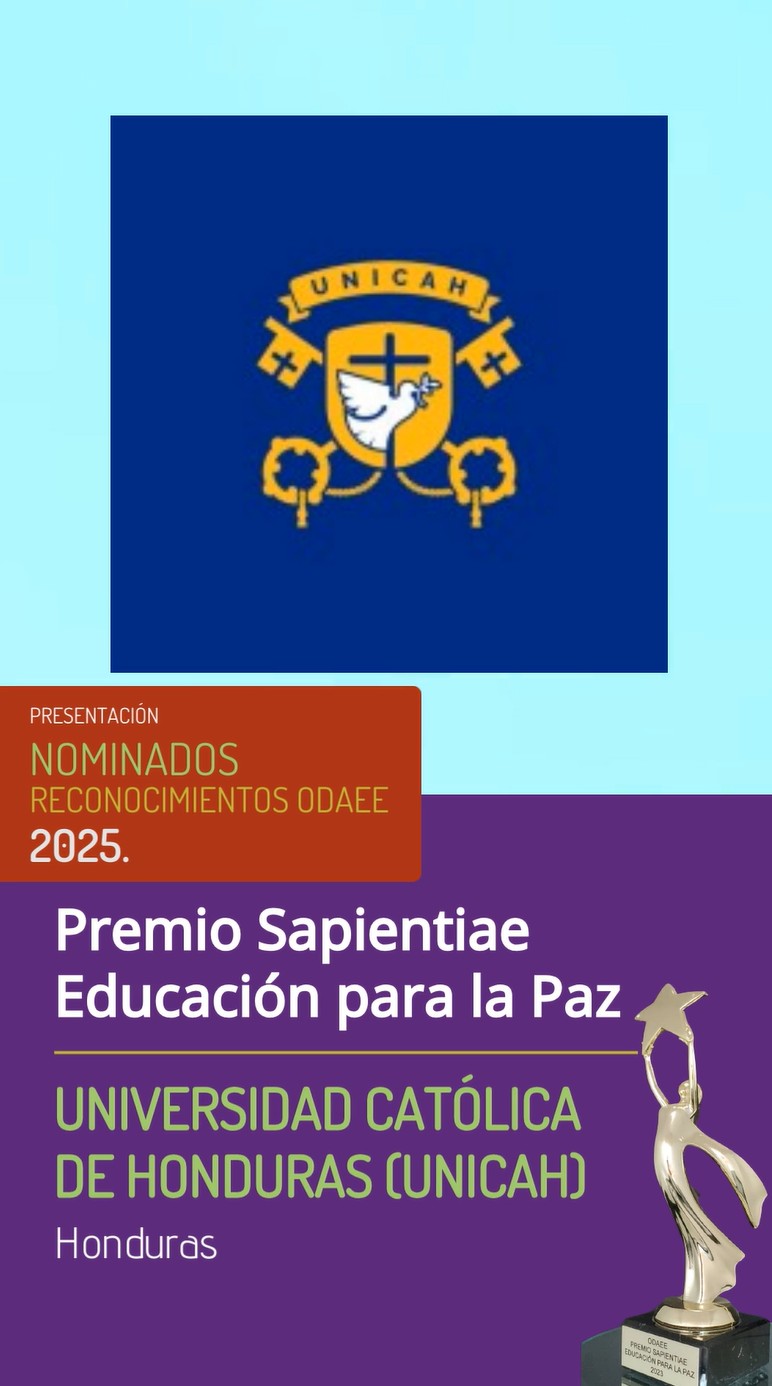 UNICAH
PRESENTACIÓN
NOMINADOS
RECONOCIMIENTOS ODAEE
2025.
Premio Sapientiae
Educación para la Paz
UNIVERSIDAD CATÓLICA
DE HONDURAS (UNICAH)
Honduras
ODAEE
PREMIO SAPIENTIAE
EDUCACIÓN PARA LA PAZ
2023